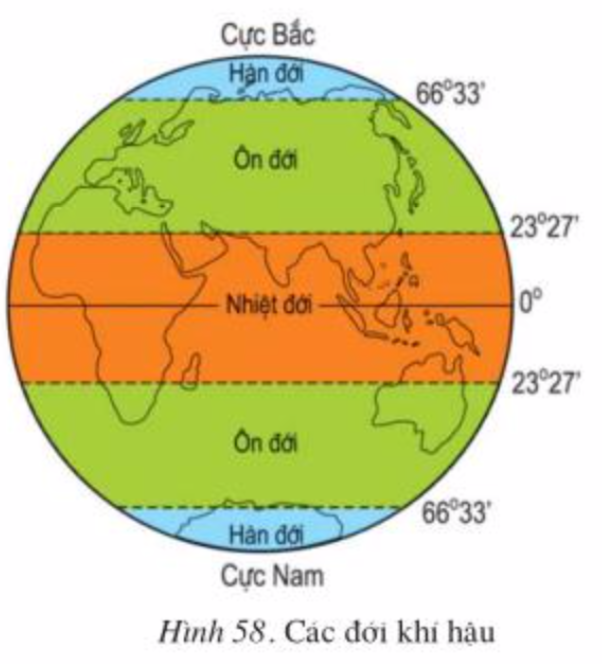 Cực Bắc
Hàn đới
66°33'
Ôn đới
23°27'
Nhiệt đới
0°
23°27'
Ôn đới
66°33'
Hàn đới
Cực Nam
Hình 58. Các đới khí hậu